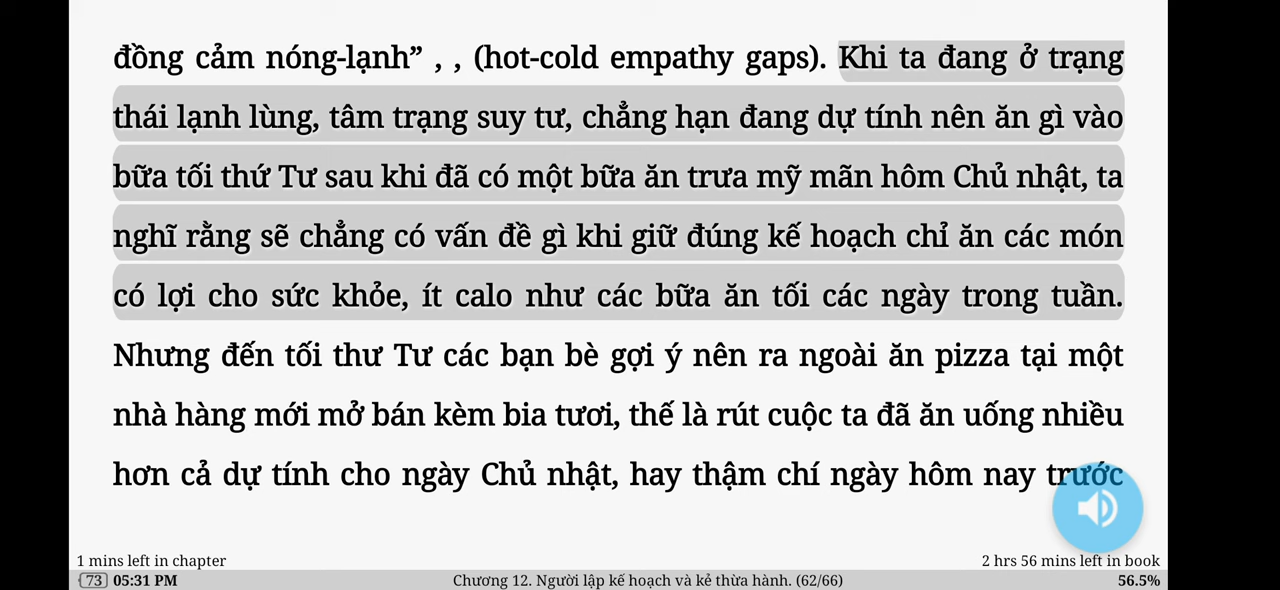 đồng cảm nóng-lạnh” , , (hot-cold empathy gaps). Khi ta đang ở trạng
thái lạnh lùng, tâm trạng suy tư, chẳng hạn đang dự tính nên ăn gì vào
bữa tối thứ Tư sau khi đã có một bữa ăn trưa mỹ mãn hôm Chủ nhật, ta
nghĩ rằng sẽ chẳng có vấn đề gì khi giữ đúng kế hoạch chỉ ăn các món
có lợi cho sức khỏe, ít calo như các bữa ăn tối các ngày trong tuần.
Nhưng đến tối thư Tư các bạn bè gợi ý nên ra ngoài ăn pizza tại một
nhà hàng mới mở bán kèm bia tươi, thế là rút cuộc ta đã ăn uống nhiều
hơn cả dự tính cho ngày Chủ nhật, hay thậm chí ngày hôm nay trước
1 mins left in chapter
2 hrs 56 mins left in book
73 05:31 PM
Chương 12. Người lập kế hoạch và kẻ thừa hành. (62/66)
56.5%